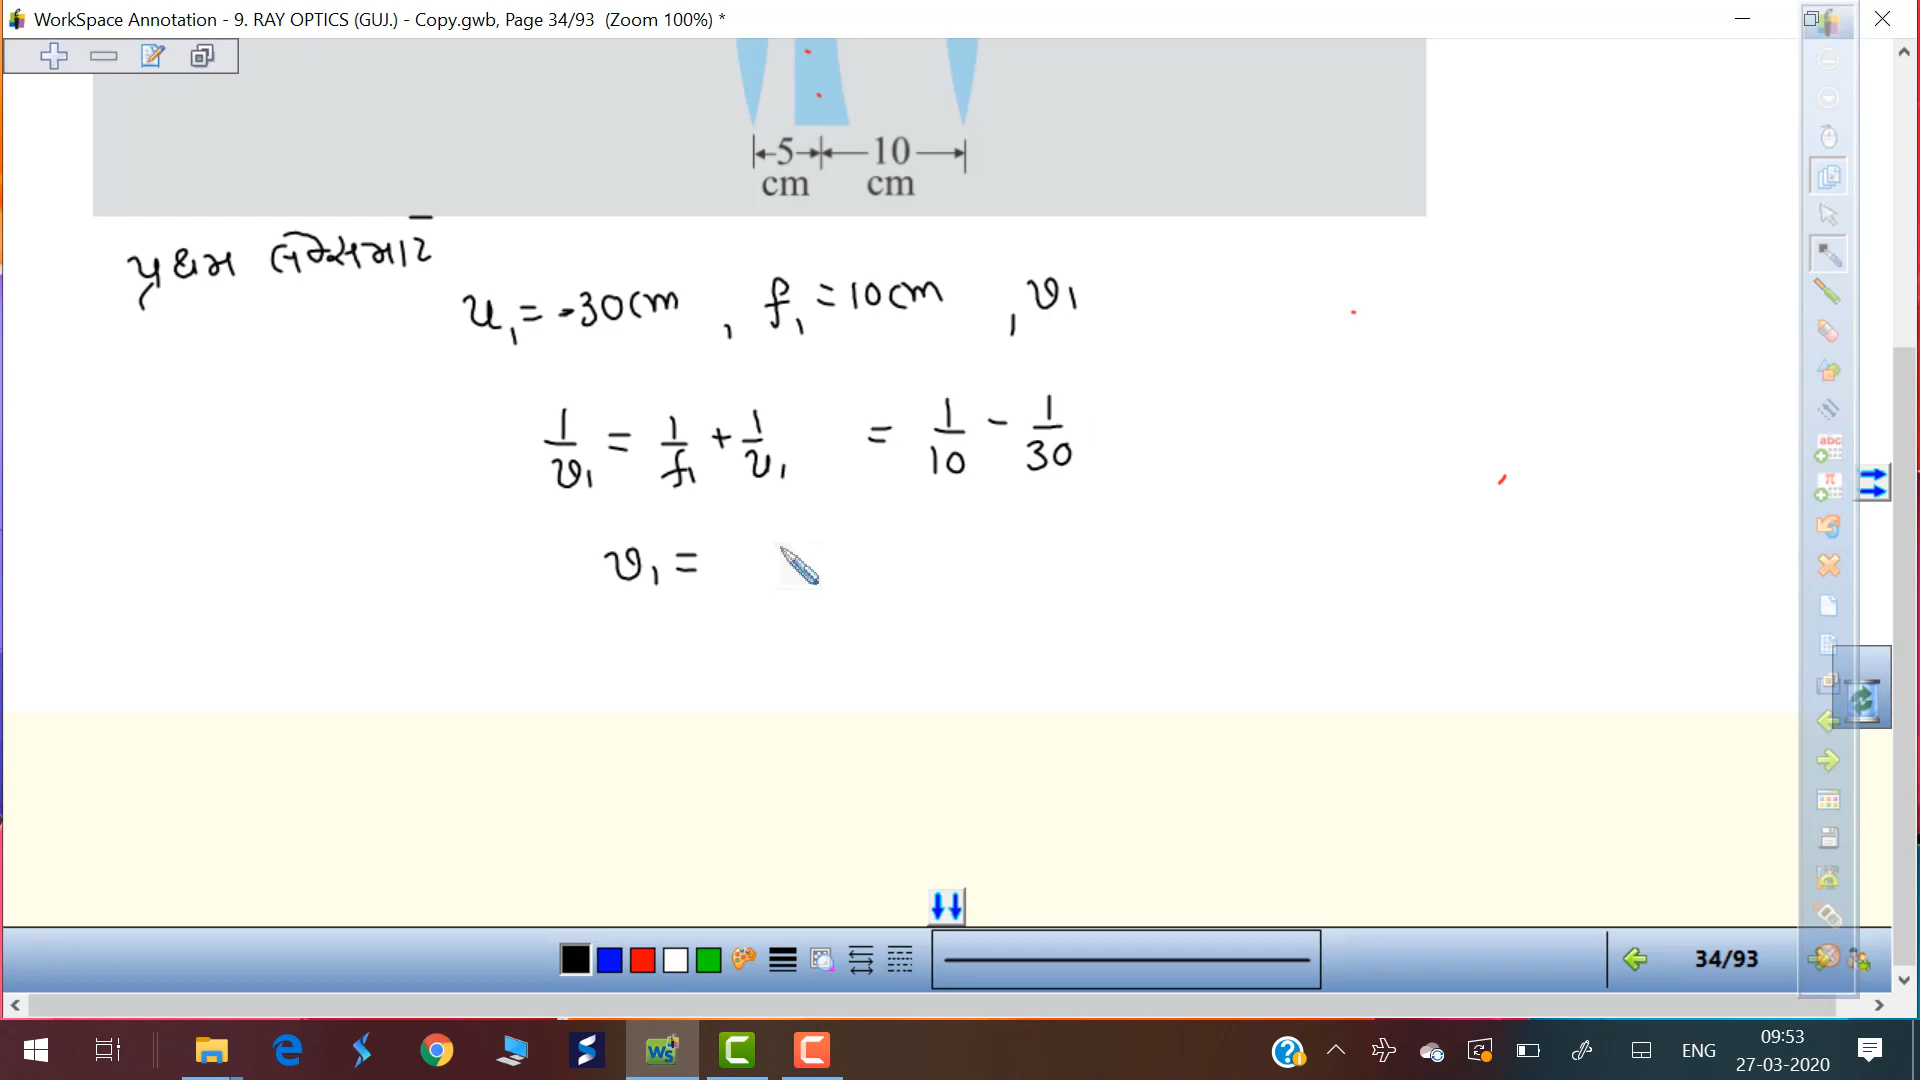 WorkSpace Annotation - 9. RAY OPTICS (GUJ.) - Copy.gwb, Page 34/93 (Zoom 100%) *
5 10
cm cm
પ્રથમ લેન્સમાટે
u₁ = -30cm , f₁ = 10cm , v₁
1/v₁ = 1/f₁ + 1/u₁ = 1/10 - 1/30
v₁ =
abc
π
34/93
ENG
09:53
27-03-2020